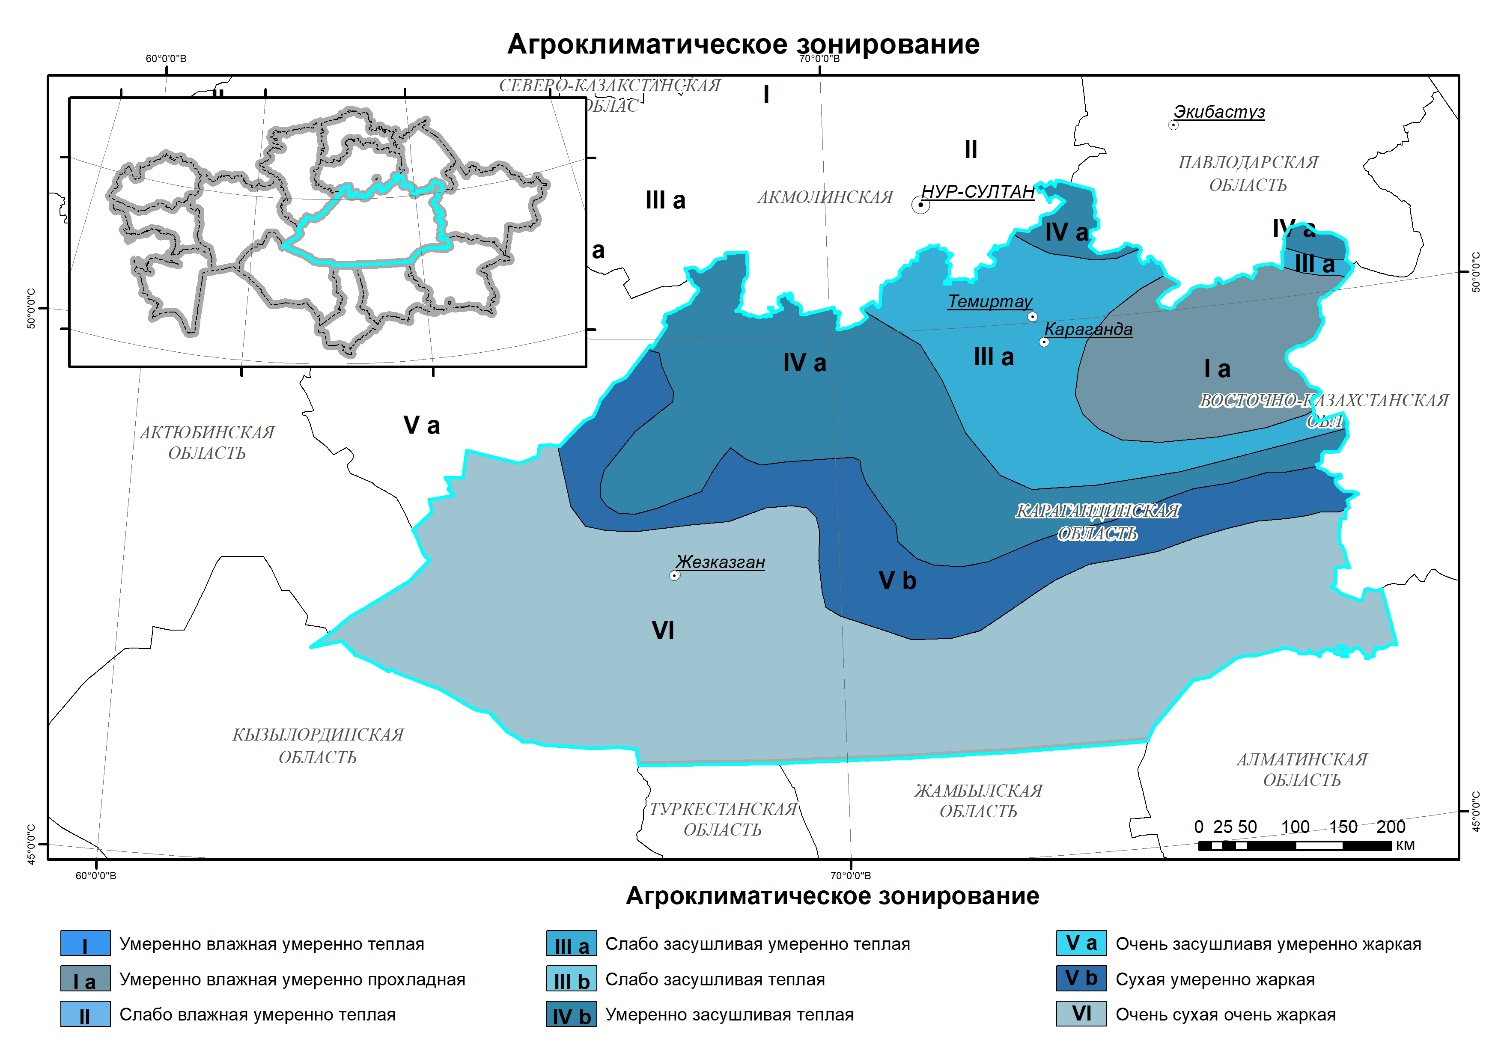 Агроклиматическое зонирование
60°0'0"В
70°0'0"В
СЕВЕРО-КАЗАХСТАНСКАЯ
ОБЛАС
I
II
Экибастуз
ПАВЛОДАРСКАЯ
ОБЛАСТЬ
АКМОЛИНСКАЯ
НУР-СУЛТАН
III a
IV a
IV a
a
III a
50°0'0"С
50°0'0"С
Темиртау
Караганда
IV a
III a
I a
ВОСТОЧНО-КАЗАХСТАНСКАЯ
ОБЛ
V a
АКТЮБИНСКАЯ
ОБЛАСТЬ
КАРАГАНДИНСКАЯ
ОБЛАСТЬ
Жезказган
V b
VI
КЫЗЫЛОРДИНСКАЯ
ОБЛАСТЬ
АЛМАТИНСКАЯ
ОБЛАСТЬ
ТУРКЕСТАНСКАЯ
ОБЛАСТЬ
ЖАМБЫЛСКАЯ
ОБЛАСТЬ
0 25 50 100 150 200
км
45°0'0"С
45°0'0"С
60°0'0"В
70°0'0"В
Агроклиматическое зонирование
I Умеренно влажная умеренно теплая
I a Умеренно влажная умеренно прохладная
II Слабо влажная умеренно теплая
III a Слабо засушливая умеренно теплая
III b Слабо засушливая теплая
IV b Умеренно засушливая теплая
V a Очень засушлиавя умеренно жаркая
V b Сухая умеренно жаркая
VI Очень сухая очень жаркая